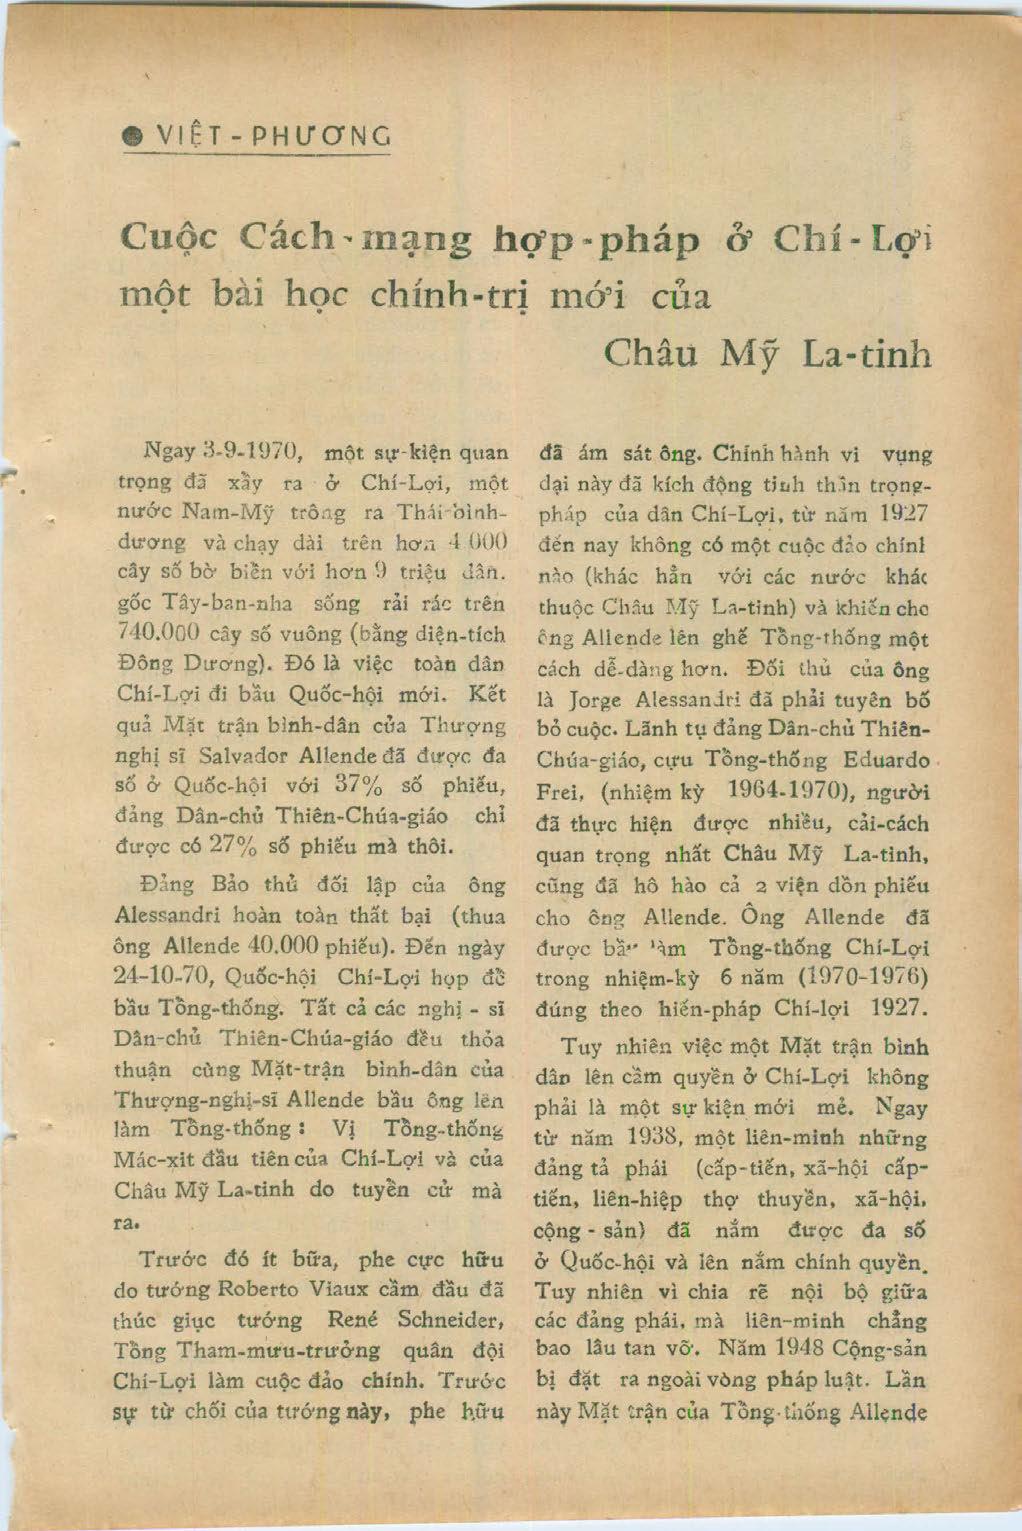 ● VIỆT - PHƯƠNG
Cuộc Cách-mạng hợp-pháp ở Chí-Lợi
một bài học chính-trị mới của
Châu Mỹ La-tinh
Ngay 3-9-1970, một sự-kiện quan
trọng đã xẩy ra ở Chí-Lợi, một
nước Nam-Mỹ trông ra Thái-bình-
dương và chạy dài trên hơn 4 000
cây số bờ biển với hơn 9 triệu dân.
gốc Tây-ban-nha sống rải rác trên
740.000 cây số vuông (bằng diện-tích
Đông Dương). Đó là việc toàn dân
Chí-Lợi đi bầu Quốc-hội mới. Kết
quả Mặt trận bình-dân của Thượng
nghị sĩ Salvador Allende đã được đa
số ở Quốc-hội với 37% số phiếu,
đảng Dân-chủ Thiên-Chúa-giáo chỉ
được có 27% số phiếu mà thôi.
Đảng Bảo thủ đối lập của ông
Alessandri hoàn toàn thất bại (thua
ông Allende 40.000 phiếu). Đến ngày
24-10-70, Quốc-hội Chí-Lợi họp để
bầu Tổng-thống. Tất cả các nghị - sĩ
Dân-chủ Thiên-Chúa-giáo đều thỏa
thuận cùng Mặt-trận bình-dân của
Thượng-nghị-sĩ Allende bầu ông lên
làm Tổng-thống : Vị Tổng-thống
Mác-xit đầu tiên của Chí-Lợi và của
Châu Mỹ La-tinh do tuyển cử mà
ra.
Trước đó ít bữa, phe cực hữu
do tướng Roberto Viaux cầm đầu đã
thúc giục tướng René Schneider,
Tổng Tham-mưu-trưởng quân đội
Chí-Lợi làm cuộc đảo chính. Trước
sự từ chối của tướng này, phe hữu
đã ám sát ông. Chính hành vi vụng
dại này đã kích động tinh thần trọng-
pháp của dân Chí-Lợi, từ năm 1927
đến nay không có một cuộc đảo chính
nào (khác hẳn với các nước khác
thuộc Châu Mỹ La-tinh) và khiến cho
ông Allende lên ghế Tổng-thống một
cách dễ-dàng hơn. Đối thủ của ông
là Jorge Alessandri đã phải tuyên bố
bỏ cuộc. Lãnh tụ đảng Dân-chủ Thiên-
Chúa-giáo, cựu Tổng-thống Eduardo
Frei, (nhiệm kỳ 1964-1970), người
đã thực hiện được nhiều, cải-cách
quan trọng nhất Châu Mỹ La-tinh,
cũng đã hô hào cả 2 viện dồn phiếu
cho ông Allende. Ông Allende đã
được bầu làm Tổng-thống Chí-Lợi
trong nhiệm-kỳ 6 năm (1970-1976)
đúng theo hiến-pháp Chí-lợi 1927.
Tuy nhiên việc một Mặt trận bình
dân lên cầm quyền ở Chí-Lợi không
phải là một sự kiện mới mẻ. Ngay
từ năm 1938, một liên-minh những
đảng tả phái (cấp-tiến, xã-hội cấp-
tiến, liên-hiệp thợ thuyền, xã-hội,
cộng - sản) đã nắm được đa số
ở Quốc-hội và lên nắm chính quyền.
Tuy nhiên vì chia rẽ nội bộ giữa
các đảng phái, mà liên-minh chẳng
bao lâu tan vỡ. Năm 1948 Cộng-sản
bị đặt ra ngoài vòng pháp luật. Lần
này Mặt trận của Tổng-thống Allende